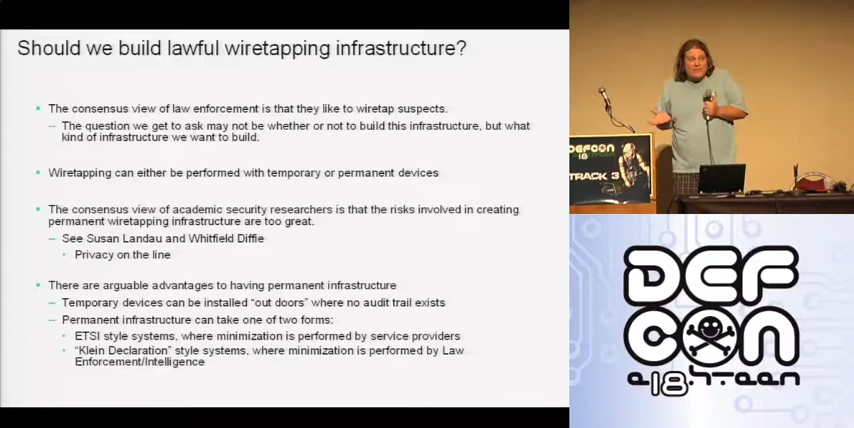 Should we build lawful wiretapping infrastructure?
The consensus view of law enforcement is that they like to wiretap suspects.
– The question we get to ask may not be whether or not to build this infrastructure, but what
kind of infrastructure we want to build.
Wiretapping can either be performed with temporary or permanent devices
The consensus view of academic security researchers is that the risks involved in creating
permanent wiretapping infrastructure are too great.
– See Susan Landau and Whitfield Diffie
Privacy on the line
There are arguable advantages to having permanent infrastructure
– Temporary devices can be installed “out doors” where no audit trail exists
– Permanent infrastructure can take one of two forms:
ETSI style systems, where minimization is performed by service providers
“Klein Declaration” style systems, where minimization is performed by Law
Enforcement/Intelligence
DEFCON
18
TRACK 3
DEF
CON
e18h-teen